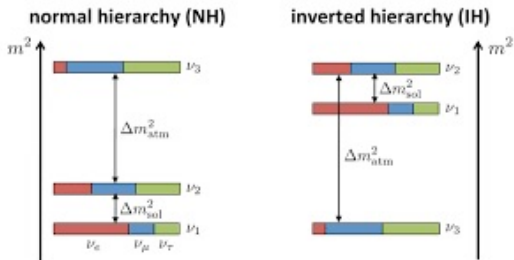 normal hierarchy (NH)
inverted hierarchy (IH)
m²
ν₃
Δm²atm
ν₂
Δm²sol
ν₁
νₑ νμ ντ
m²
ν₂
Δm²sol
ν₁
Δm²atm
ν₃